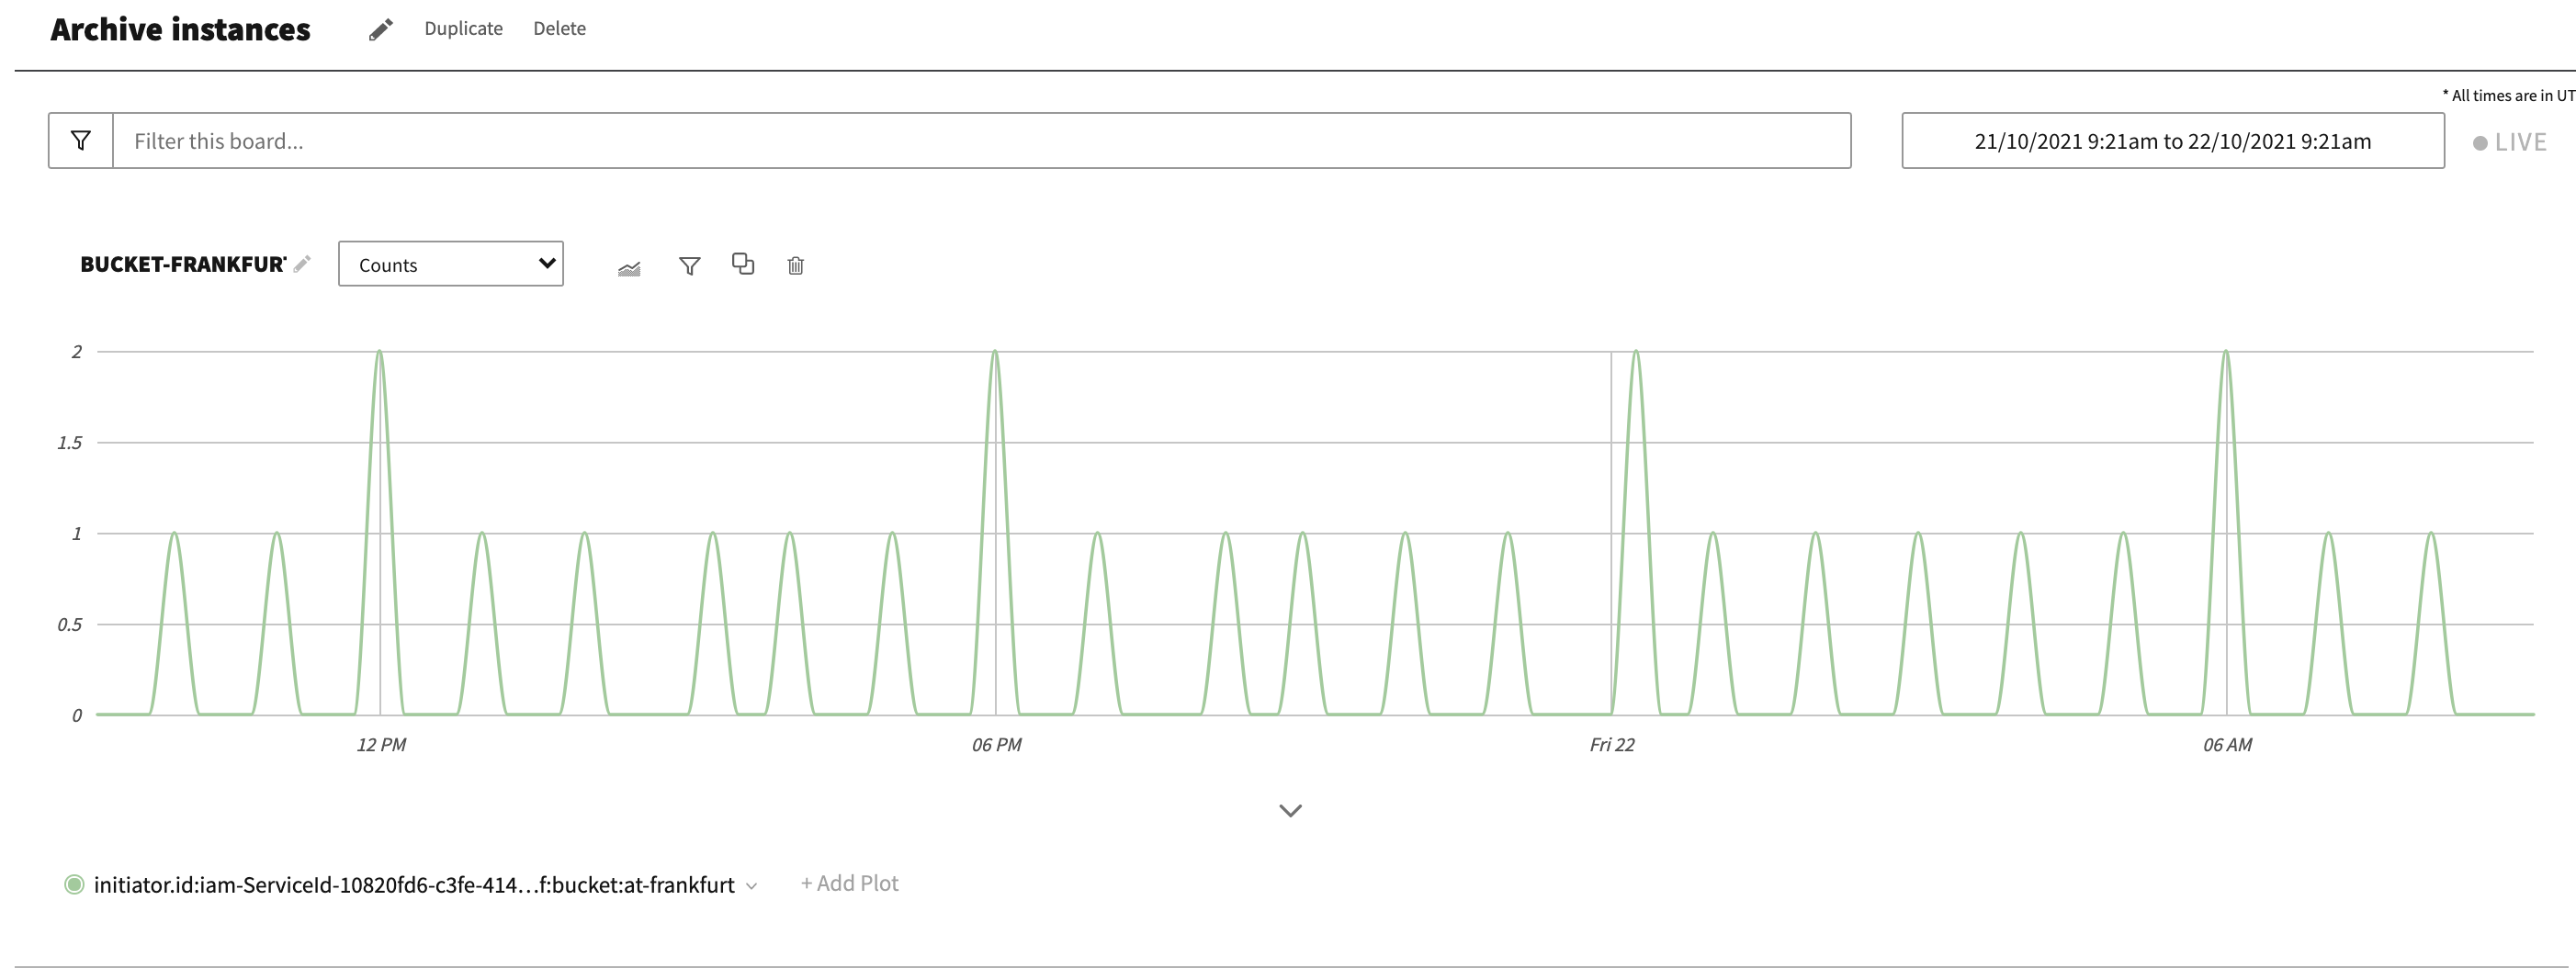 Archive instances Duplicate Delete
* All times are in UT
Filter this board... 21/10/2021 9:21am to 22/10/2021 9:21am LIVE
BUCKET-FRANKFUR Counts
2
1.5
1
0.5
0
12 PM 06 PM Fri 22 06 AM
initiator.id:iam-ServiceId-10820fd6-c3fe-414...f:bucket:at-frankfurt + Add Plot